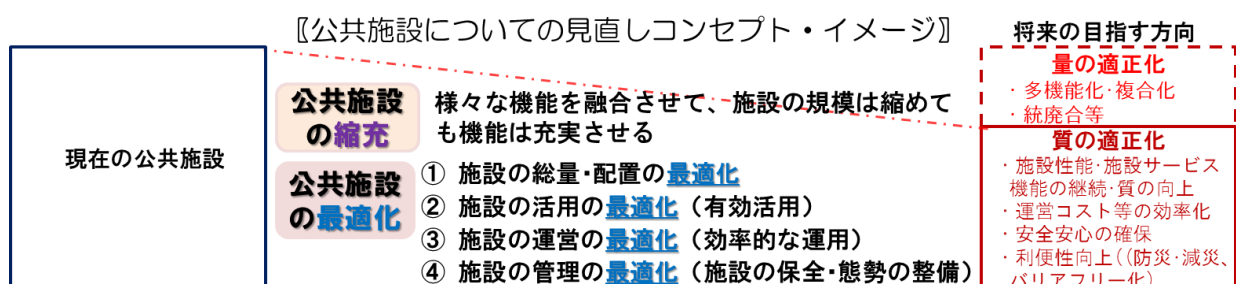 〖公共施設についての見直しコンセプト・イメージ〗
将来の目指す方向
現在の公共施設
公共施設
の縮充
様々な機能を融合させて、施設の規模は縮めて
も機能は充実させる
公共施設
の最適化
① 施設の総量・配置の最適化
② 施設の活用の最適化（有効活用）
③ 施設の運営の最適化（効率的な運用）
④ 施設の管理の最適化（施設の保全・態勢の整備）
量の適正化
・多機能化・複合化
・統廃合等
質の適正化
・施設性能・施設サービス
機能の継続・質の向上
・運営コスト等の効率化
・安全安心の確保
・利便性向上((防災・減災、
バリアフリー化)